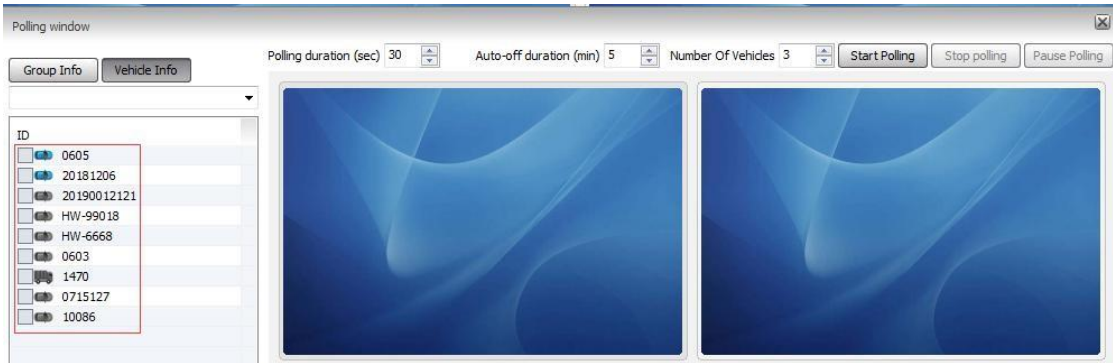 Polling window
Polling duration (sec) 30 Auto-off duration (min) 5 Number Of Vehicles 3 Start Polling Stop polling Pause Polling
Group Info Vehicle Info
ID
0605
20181206
20190012121
HW-99018
HW-6668
0603
1470
0715127
10086